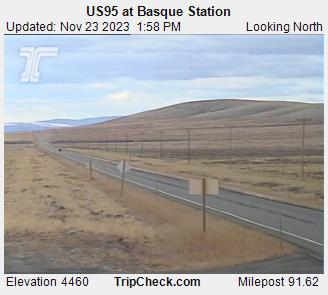 US95 at Basque Station
Updated: Nov 23 2023 1:58 PM Looking North
Elevation 4460 TripCheck.com Milepost 91.62